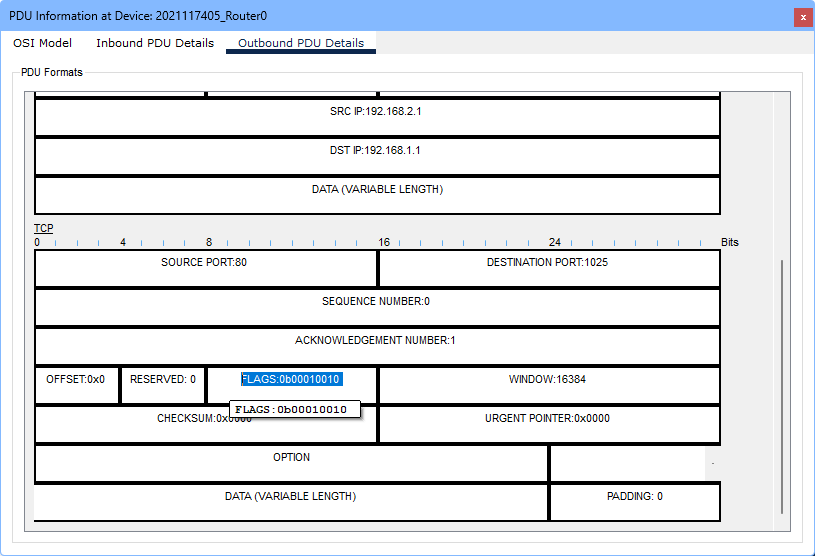 PDU Information at Device: 2021117405_Router0
x
OSI Model Inbound PDU Details Outbound PDU Details
PDU Formats
SRC IP:192.168.2.1
DST IP:192.168.1.1
DATA (VARIABLE LENGTH)
TCP
0 4 8 16 24 Bits
SOURCE PORT:80 DESTINATION PORT:1025
SEQUENCE NUMBER:0
ACKNOWLEDGEMENT NUMBER:1
OFFSET:0x0 RESERVED: 0 FLAGS:0b00010010 WINDOW:16384
FLAGS:0b00010010
CHECKSUM:0x0000 URGENT POINTER:0x0000
OPTION
DATA (VARIABLE LENGTH) PADDING: 0